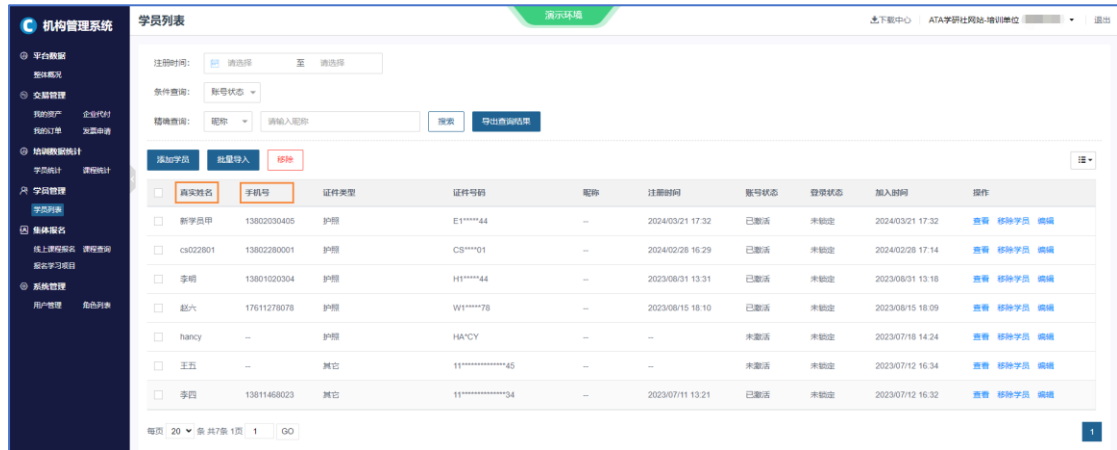 机构管理系统
学员列表
演示环境
下载中心
ATA学研社网站-培训单位
退出
平台数据
整体概况
交易管理
我的资产 企业代付
我的订单 发票申请
培训数据统计
学员统计 课程统计
学员管理
学员列表
集体报名
线上课程报名 课程查询
报名学习项目
系统管理
用户管理 角色列表
注册时间: 请选择 至 请选择
条件查询: 账号状态
精确查询: 昵称 请输入昵称 搜索 导出查询结果
添加学员 批量导入 移除
真实姓名 手机号 证件类型 证件号码 昵称 注册时间 账号状态 登录状态 加入时间 操作
新学员甲 13802030405 护照 E1*****44 -- 2024/03/21 17:32 已激活 未锁定 2024/03/21 17:32 查看 移除学员 编辑
cs022801 13802280001 护照 CS****01 -- 2024/02/28 16:29 已激活 未锁定 2024/02/28 17:14 查看 移除学员 编辑
李明 13801020304 护照 H1*****44 -- 2023/08/31 13:31 已激活 未锁定 2023/08/31 13:18 查看 移除学员 编辑
赵六 17611278078 护照 W1*****78 -- 2023/08/15 18:10 已激活 未锁定 2023/08/15 18:09 查看 移除学员 编辑
hancy -- 护照 HA*CY -- -- 未激活 未锁定 2023/07/18 14:24 查看 移除学员 编辑
王五 -- 其它 11**************45 -- -- 未激活 未锁定 2023/07/12 16:34 查看 移除学员 编辑
李四 13811468023 其它 11**************34 -- 2023/07/11 13:21 已激活 未锁定 2023/07/12 16:32 查看 移除学员 编辑
每页 20 条 共7条 1页 1 GO
1